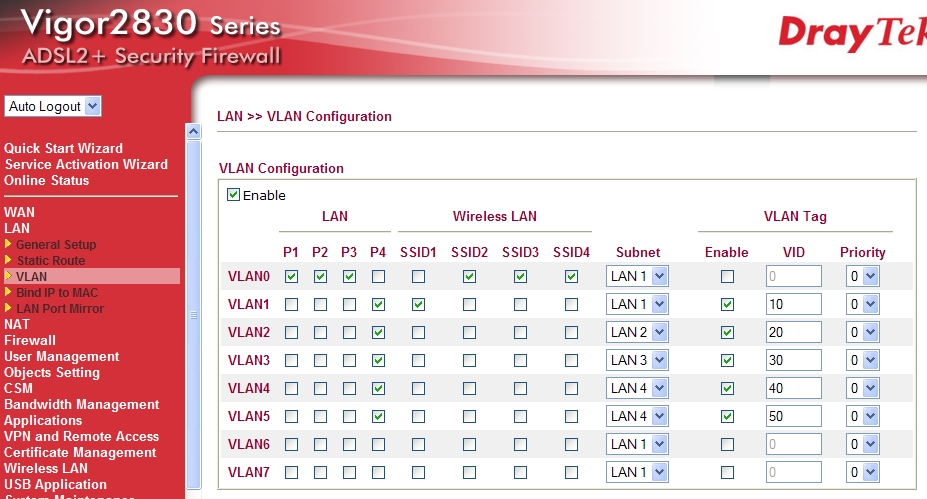 Vigor2830 Series
ADSL2+ Security Firewall
DrayTek
Auto Logout
Quick Start Wizard
Service Activation Wizard
Online Status
WAN
LAN
General Setup
Static Route
VLAN
Bind IP to MAC
LAN Port Mirror
NAT
Firewall
User Management
Objects Setting
CSM
Bandwidth Management
Applications
VPN and Remote Access
Certificate Management
Wireless LAN
USB Application
System Maintenance
LAN >> VLAN Configuration
VLAN Configuration
Enable
LAN Wireless LAN VLAN Tag
P1 P2 P3 P4 SSID1 SSID2 SSID3 SSID4 Subnet Enable VID Priority
VLAN0 LAN 1 0 0
VLAN1 LAN 1 10 0
VLAN2 LAN 2 20 0
VLAN3 LAN 3 30 0
VLAN4 LAN 4 40 0
VLAN5 LAN 4 50 0
VLAN6 LAN 1 0 0
VLAN7 LAN 1 0 0